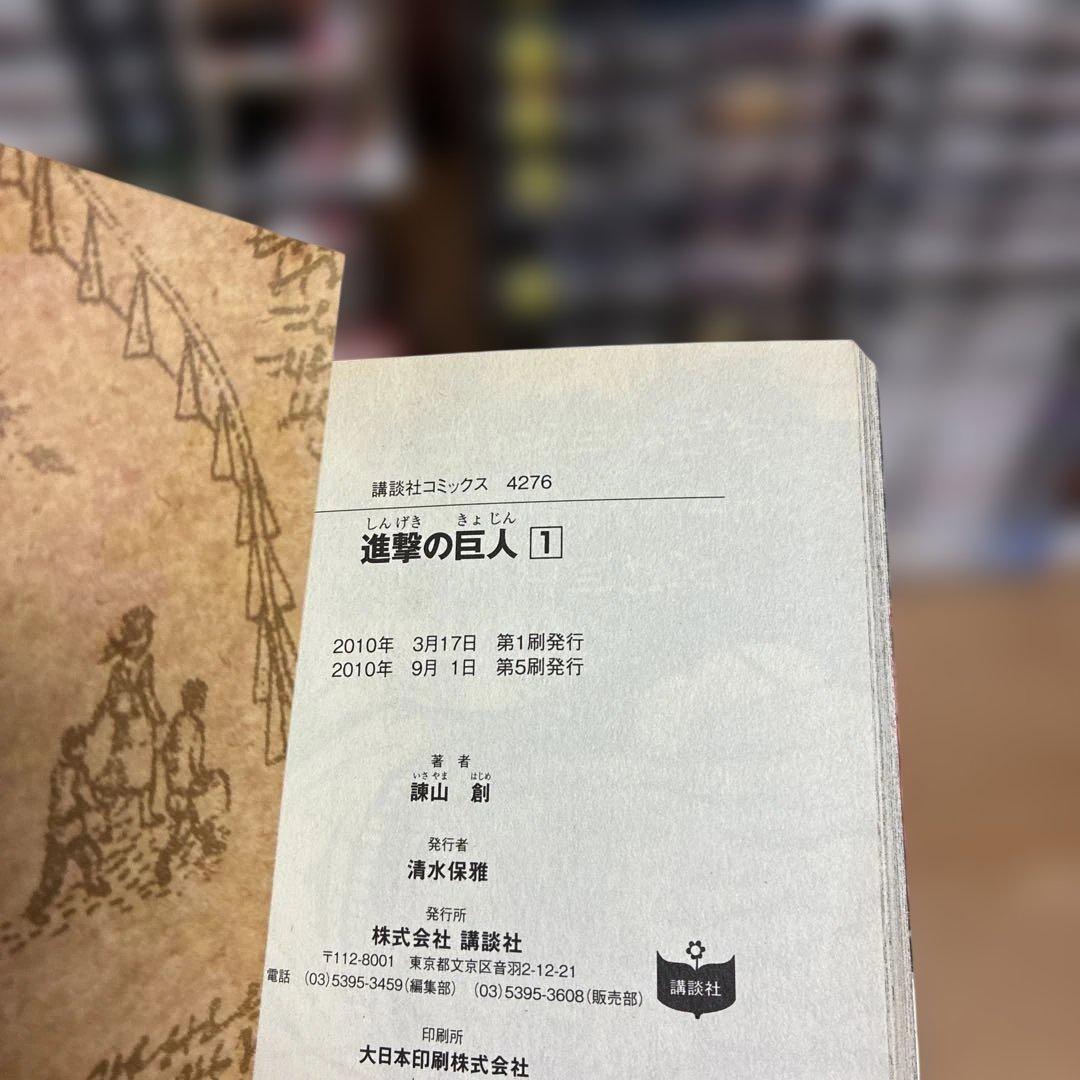 講談社コミックス 4276
しんげき きょじん
進撃の巨人 1
2010年 3月17日 第1刷発行
2010年 9月 1日 第5刷発行
著 者
いさやま はじめ
諫山 創
発行者
清水保雅
発行所
株式会社 講談社
〒112-8001 東京都文京区音羽2-12-21
電話 (03)5395-3459(編集部) (03)5395-3608(販売部)
講談社
印刷所
大日本印刷株式会社